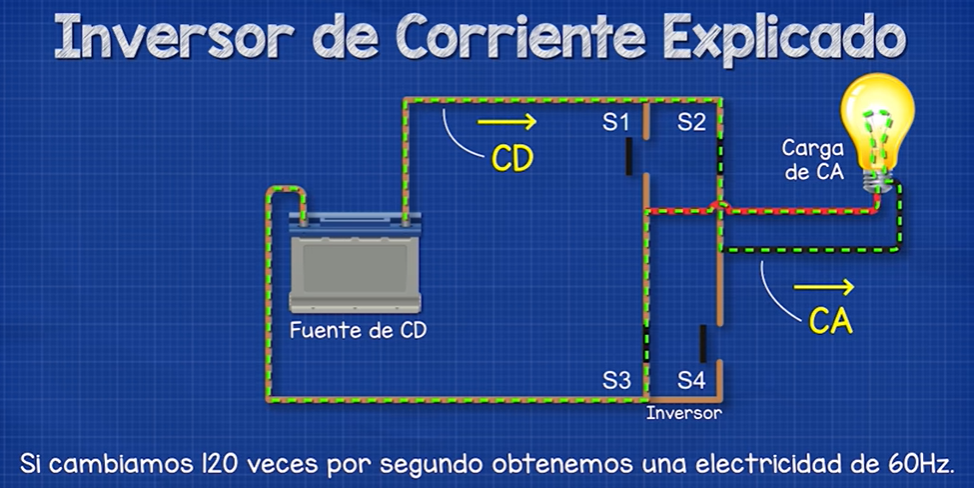 Inversor de Corriente Explicado
S1 S2
CD
Carga
de CA
Fuente de CD
CA
S3 S4
Inversor
Si cambiamos 120 veces por segundo obtenemos una electricidad de 60Hz.